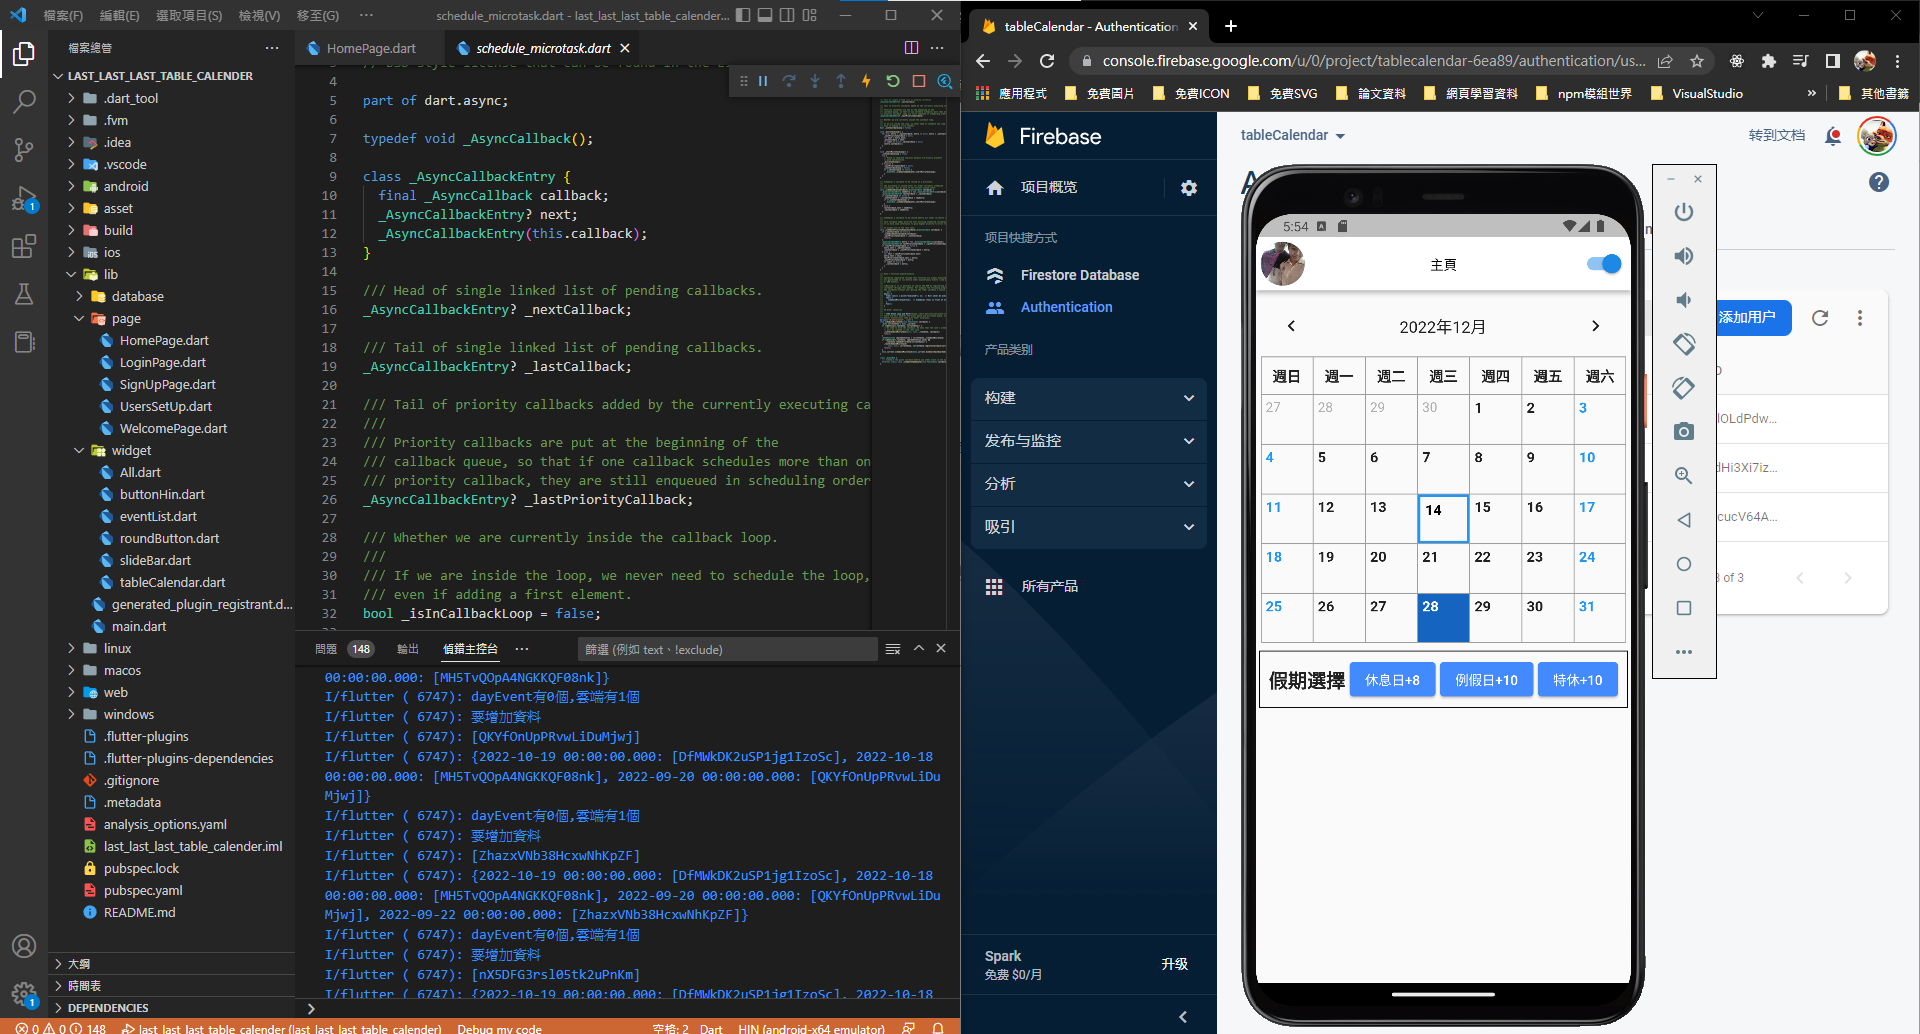 檔案(F) 編輯(E) 選取項目(S) 檢視(V) 移至(G) ··· schedule_microtask.dart - last_last_last_table_calender...
檔案總管
LAST_LAST_LAST_TABLE_CALENDER
.dart_tool
.fvm
.idea
.vscode
android
asset
build
ios
lib
database
page
HomePage.dart
LoginPage.dart
SignUpPage.dart
UsersSetUp.dart
WelcomePage.dart
widget
All.dart
buttonHin.dart
eventList.dart
roundButton.dart
slideBar.dart
tableCalendar.dart
generated_plugin_registrant.d...
main.dart
linux
macos
web
windows
.flutter-plugins
.flutter-plugins-dependencies
.gitignore
.metadata
analysis_options.yaml
last_last_last_table_calender.iml
pubspec.lock
pubspec.yaml
README.md
大綱
時間表
DEPENDENCIES
1
1
HomePage.dart
schedule_microtask.dart
4
5 part of dart.async;
6
7 typedef void _AsyncCallback();
8
9 class _AsyncCallbackEntry {
10 final _AsyncCallback callback;
11 _AsyncCallbackEntry? next;
12 _AsyncCallbackEntry(this.callback);
13 }
14
15 /// Head of single linked list of pending callbacks.
16 _AsyncCallbackEntry? _nextCallback;
17
18 /// Tail of single linked list of pending callbacks.
19 _AsyncCallbackEntry? _lastCallback;
20
21 /// Tail of priority callbacks added by the currently executing ca
22 ///
23 /// Priority callbacks are put at the beginning of the
24 /// callback queue, so that if one callback schedules more than on
25 /// priority callback, they are still enqueued in scheduling order
26 _AsyncCallbackEntry? _lastPriorityCallback;
27
28 /// Whether we are currently inside the callback loop.
29 ///
30 /// If we are inside the loop, we never need to schedule the loop,
31 /// even if adding a first element.
32 bool _isInCallbackLoop = false;
問題 148 輸出 偵錯主控台 ··· 篩選 (例如 text、!exclude)
00:00:00.000: [MH5TvQOpA4NGKKQF08nk]}
I/flutter ( 6747): dayEvent有0個,雲端有1個
I/flutter ( 6747): 要增加資料
I/flutter ( 6747): [QKYfOnUpPRvwLiDuMjwj]
I/flutter ( 6747): {2022-10-19 00:00:00.000: [DfMWkDK2uSP1jg1IzoSc], 2022-10-18
00:00:00.000: [MH5TvQOpA4NGKKQF08nk], 2022-09-20 00:00:00.000: [QKYfOnUpPRvwLiDu
Mjwj]}
I/flutter ( 6747): dayEvent有0個,雲端有1個
I/flutter ( 6747): 要增加資料
I/flutter ( 6747): [ZhazxVNb38HcxwNhKpZF]
I/flutter ( 6747): {2022-10-19 00:00:00.000: [DfMWkDK2uSP1jg1IzoSc], 2022-10-18
00:00:00.000: [MH5TvQOpA4NGKKQF08nk], 2022-09-20 00:00:00.000: [QKYfOnUpPRvwLiDu
Mjwj], 2022-09-22 00:00:00.000: [ZhazxVNb38HcxwNhKpZF]}
I/flutter ( 6747): dayEvent有0個,雲端有1個
I/flutter ( 6747): 要增加資料
I/flutter ( 6747): [nX5DFG3rsl05tk2uPnKm]
I/flutter ( 6747): {2022-10-19 00:00:00.000: [DfMWkDK2uSP1jg1IzoSc], 2022-10-18
0 0 148 last_last_last_table_calender (last_last_last_table_calender) Debug my code 空格: 2 Dart HIN (android-x64 emulator)
tableCalendar - Authentication
console.firebase.google.com/u/0/project/tablecalendar-6ea89/authentication/us...
應用程式 免費圖片 免費ICON 免費SVG 論文資料 網頁學習資料 npm模組世界 VisualStudio » 其他書籤
Firebase
项目概览
项目快捷方式
Firestore Database
Authentication
产品类别
构建
发布与监控
分析
吸引
所有产品
Spark
免费 $0/月
升级
tableCalendar
转到文档
添加用户
lOLdPdw...
dHi3Xi7iz...
cucV64A...
3 of 3
5:54
主頁
2022年12月
週日 週一 週二 週三 週四 週五 週六
27 28 29 30 1 2 3
4 5 6 7 8 9 10
11 12 13 14 15 16 17
18 19 20 21 22 23 24
25 26 27 28 29 30 31
假期選擇 休息日+8 例假日+10 特休+10